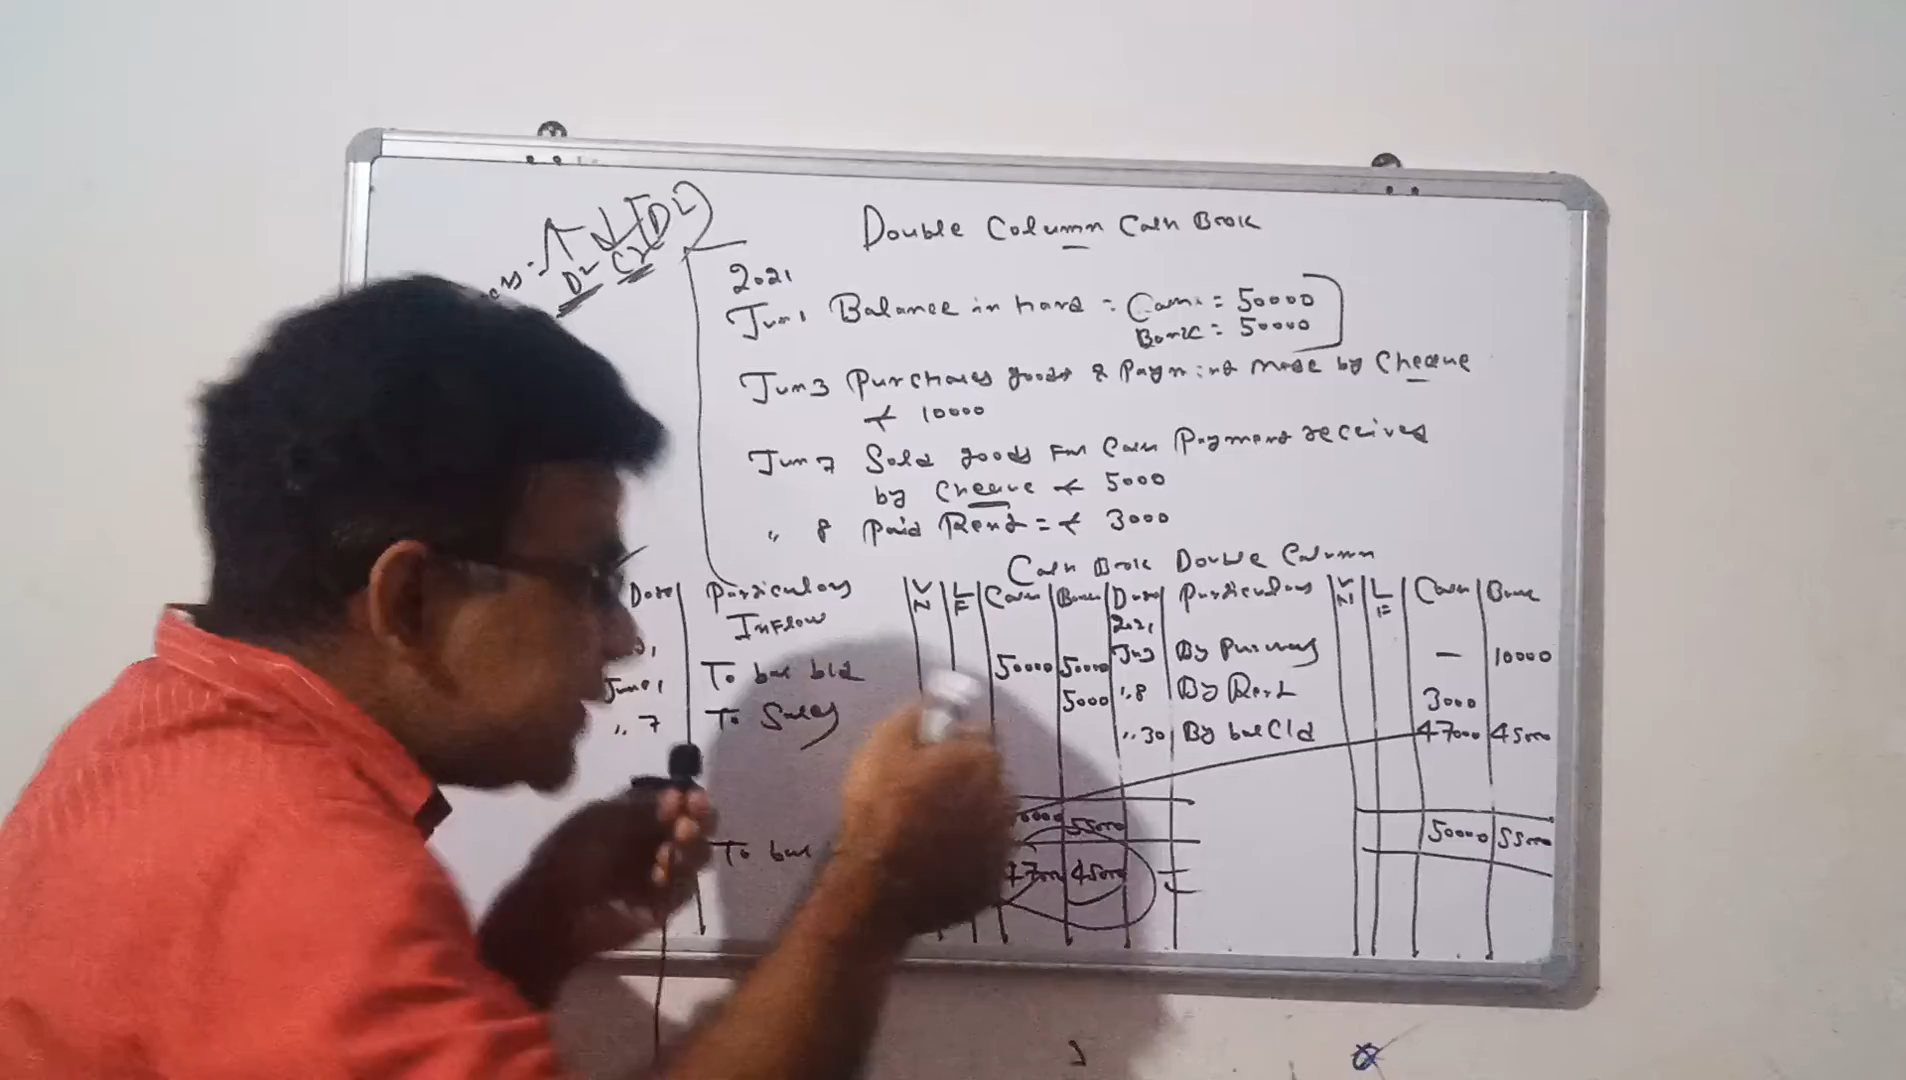 Double Column Cash Book
2021
Jun 1 Balance in hand = Cash = 50000
Bank = 50000
Jun 3 Purchases goods & Payment made by Cheque
₹ 10000
Jun 7 Sold goods For Cash Payment received
by Cheque ₹ 5000
,, 8 Paid Rent = ₹ 3000
Cash Book Double Column
Date Particulars V N L F Cash Bank Date Particulars V N L F Cash Bank
Inflow 2021
June 1 To bal b/d 50000 50000 Ju 3 By Purchases — 10000
,, 7 To Sales 5000 ,, 8 By Rent 3000
,, 30 By bal C/d 47000 45000
55000 50000 55000
To bal 47000 45000